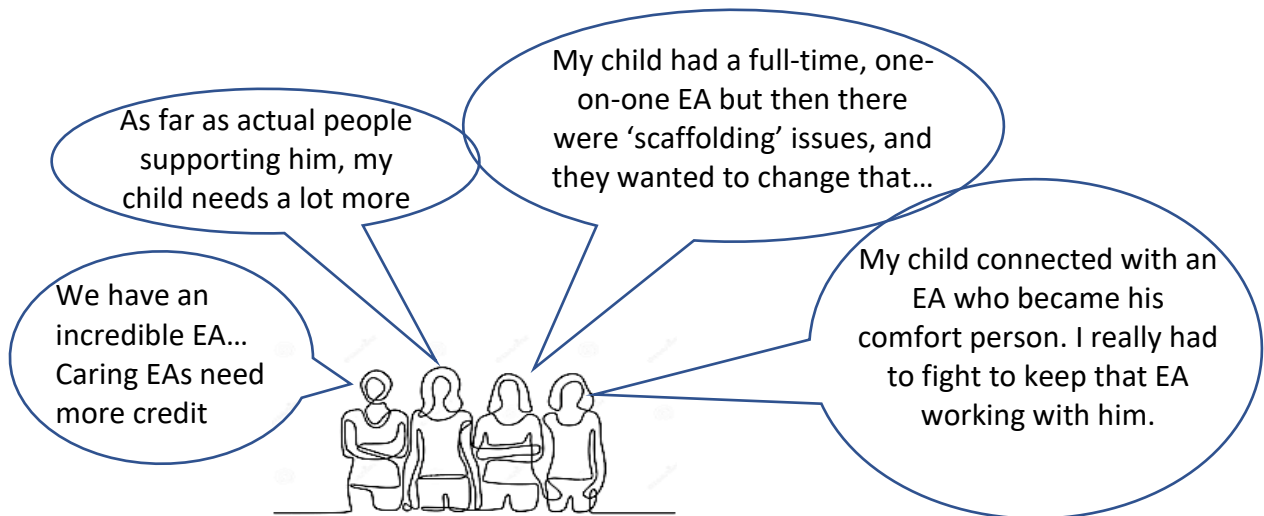 We have an
incredible EA…
Caring EAs need
more credit
As far as actual people
supporting him, my
child needs a lot more
My child had a full-time, one-
on-one EA but then there
were ‘scaffolding’ issues, and
they wanted to change that…
My child connected with an
EA who became his
comfort person. I really had
to fight to keep that EA
working with him.